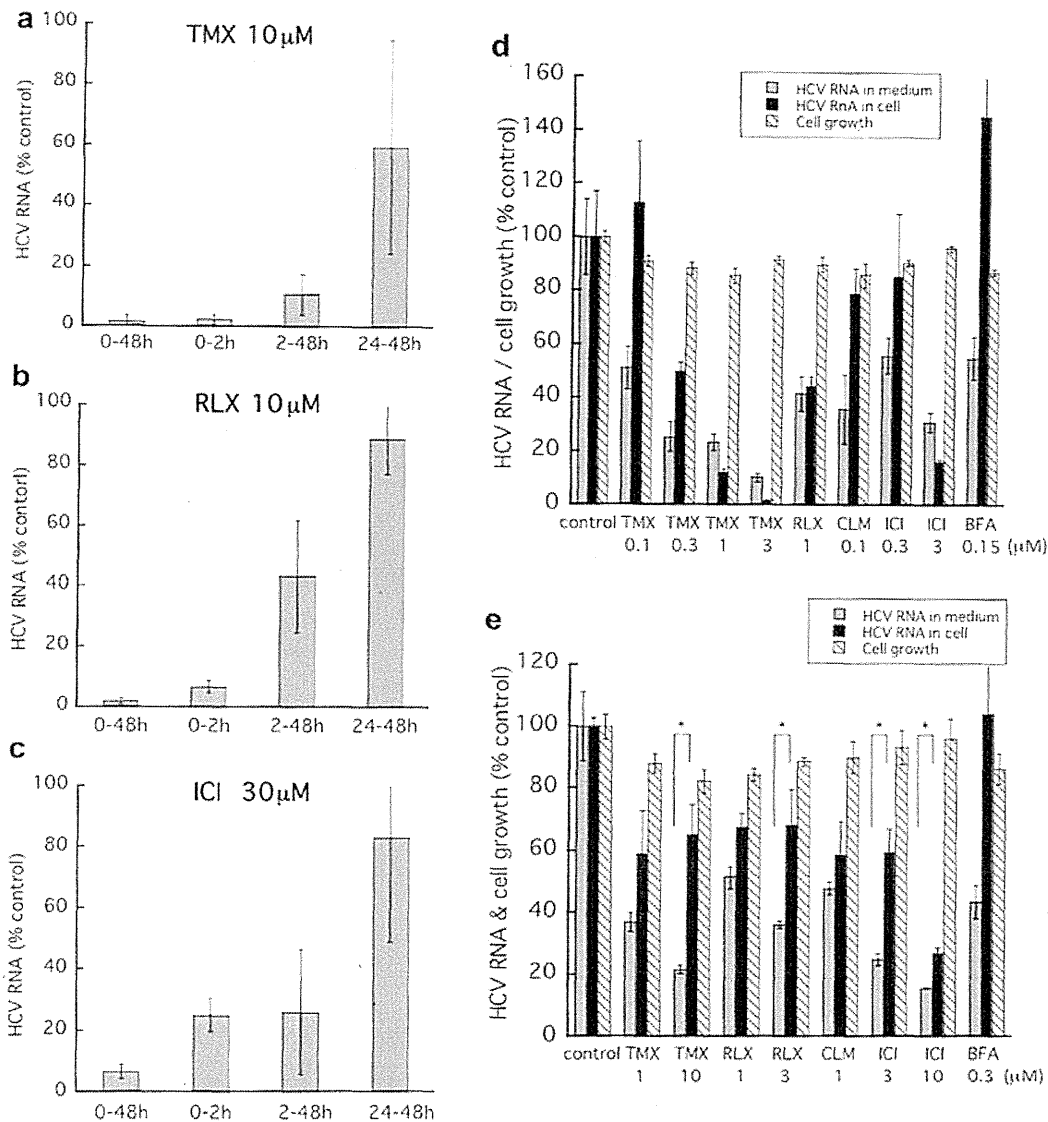 a
TMX 10μM
HCV RNA (% control)
100
80
60
40
20
0
0-48h 0-2h 2-48h 24-48h
b
RLX 10μM
HCV RNA (% contorl)
100
80
60
40
20
0
0-48h 0-2h 2-48h 24-48h
c
ICI 30μM
HCV RNA (% control)
100
80
60
40
20
0
0-48h 0-2h 2-48h 24-48h
d
HCV RNA in medium
HCV RnA in cell
Cell growth
HCV RNA / cell growth (% control)
160
140
120
100
80
60
40
20
0
control TMX TMX TMX TMX RLX CLM ICI ICI BFA
0.1 0.3 1 3 1 0.1 0.3 3 0.15 (μM)
e
HCV RNA in medium
HCV RNA in cell
Cell growth
HCV RNA & cell growth (% control)
120
100
80
60
40
20
0
* * * *
control TMX TMX RLX RLX CLM ICI ICI BFA
1 10 1 3 1 3 10 0.3 (μM)